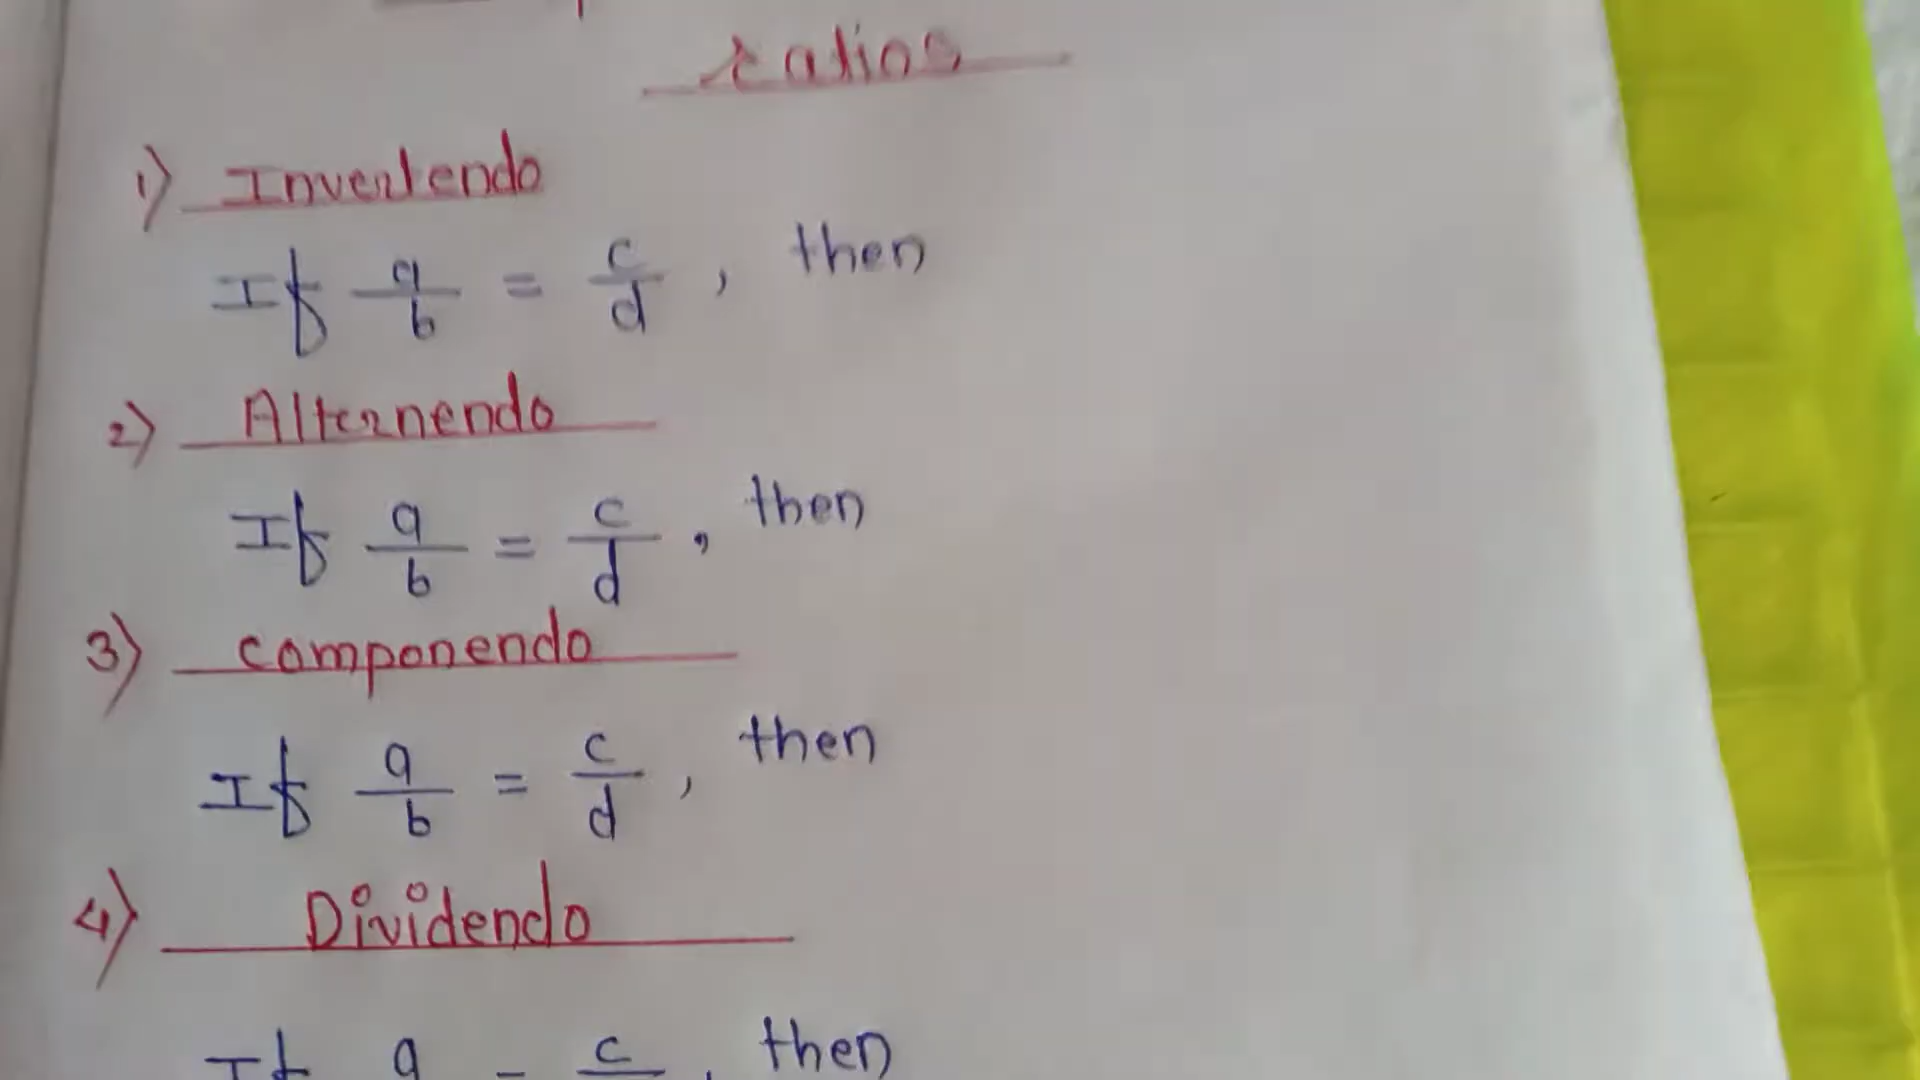 ratios
1) Invertendo
If a/b = c/d, then
2) Alternendo
If a/b = c/d, then
3) componendo
If a/b = c/d, then
4) Dividendo
If a = c, then